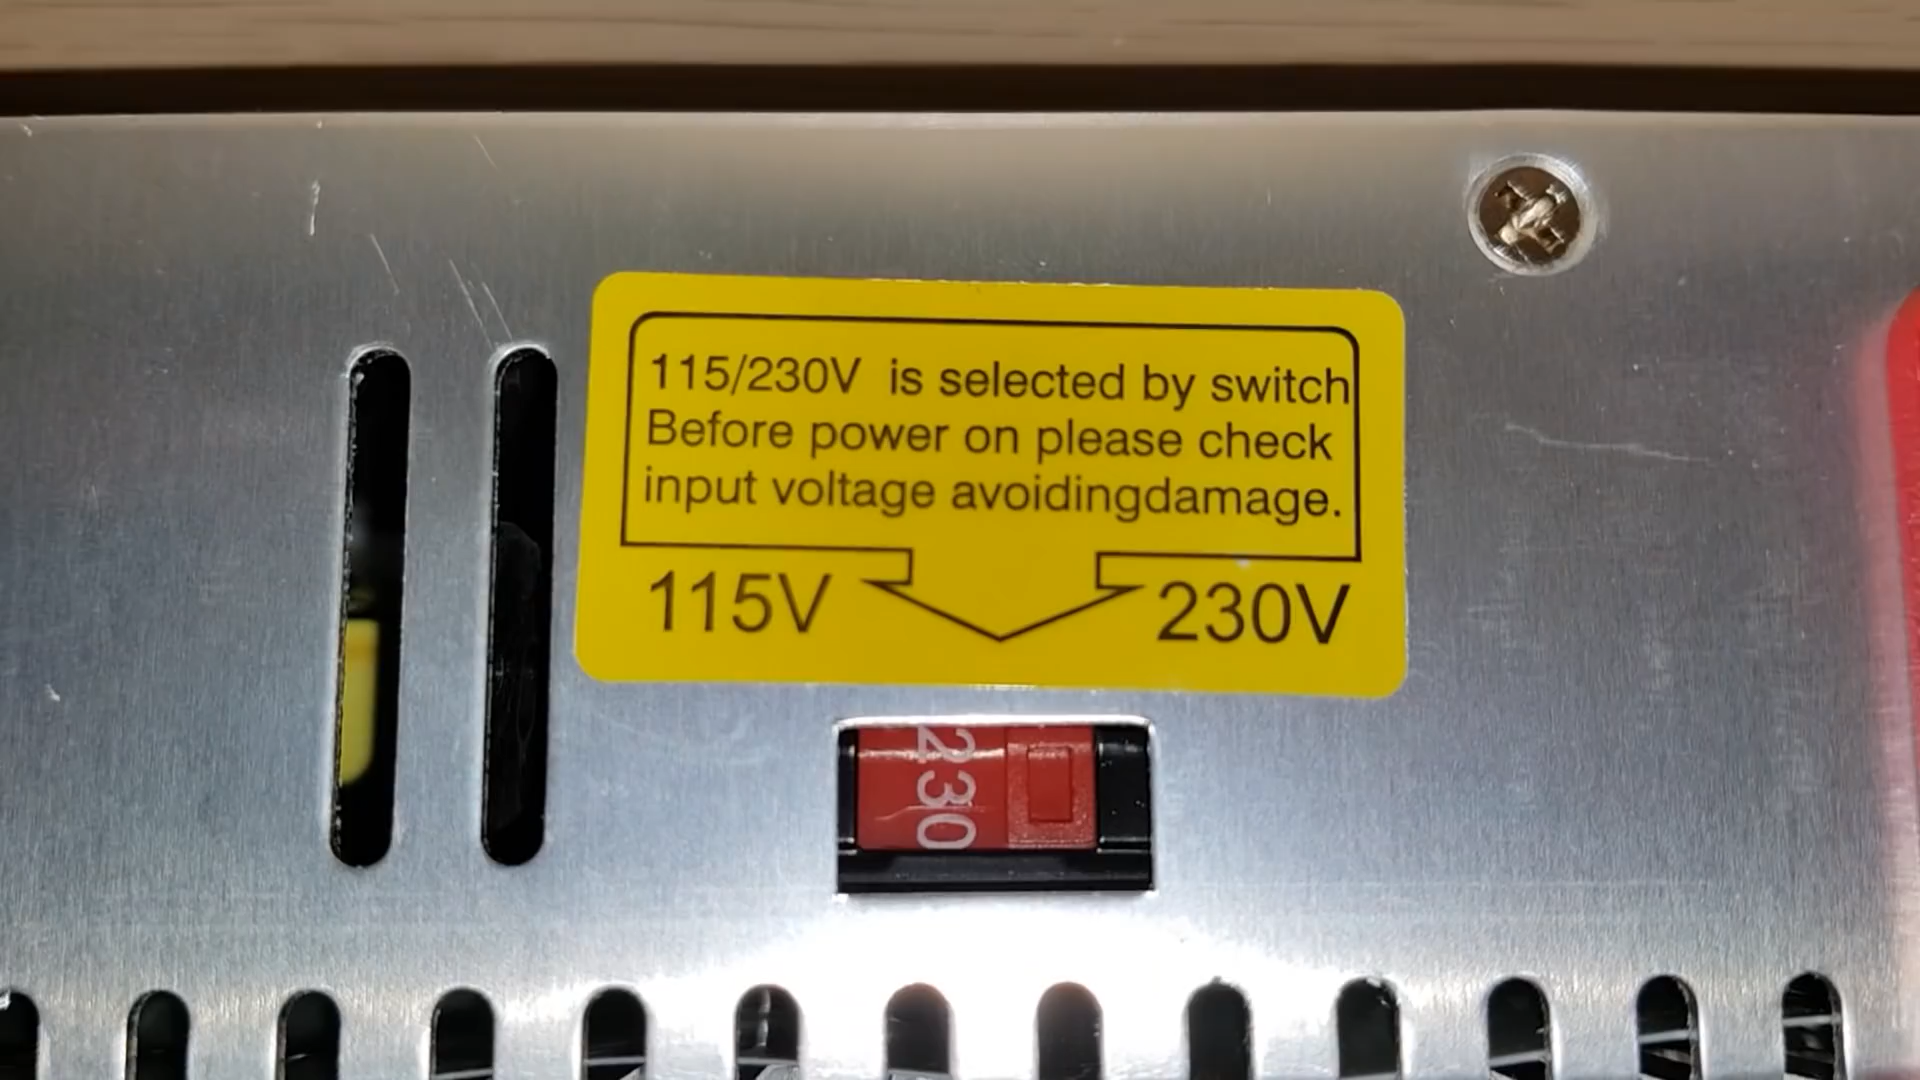 115/230V is selected by switch
Before power on please check
input voltage avoidingdamage.
115V 230V
230